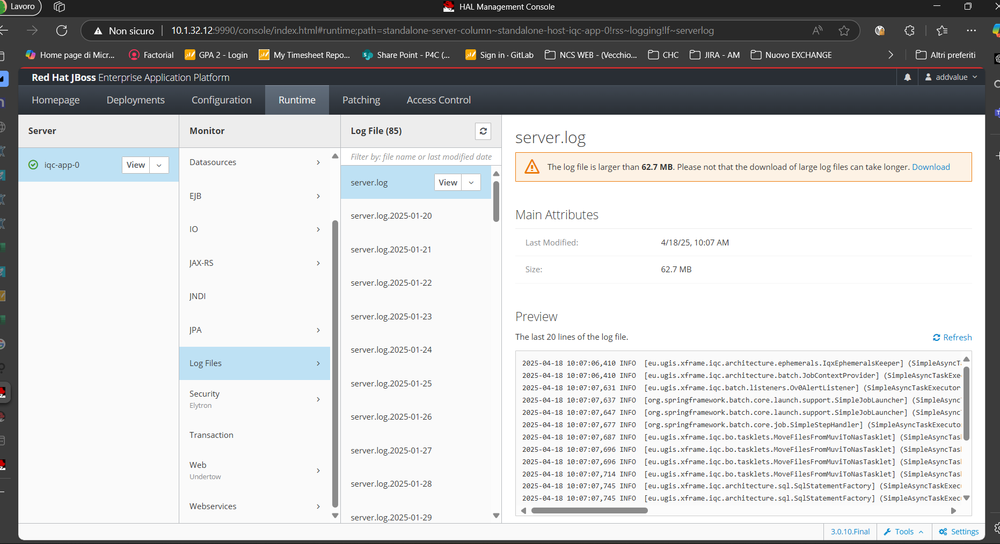 Lavoro
HAL Management Console
Non sicuro
10.1.32.12:9990/console/index.html#runtime;path=standalone-server-column~standalone-host-iqc-app-0!rss~logging!lf~serverlog
Home page di Micr...
Factorial
GPA 2 - Login
My Timesheet Repo...
Share Point - P4C (...
Sign in · GitLab
NCS WEB - (Vecchio...
CHC
JIRA - AM
Nuovo EXCHANGE
Altri preferiti
Red Hat JBoss Enterprise Application Platform
addvalue
Homepage
Deployments
Configuration
Runtime
Patching
Access Control
Server
iqc-app-0
View
Monitor
Datasources
EJB
IO
JAX-RS
JNDI
JPA
Log Files
Security
Elytron
Transaction
Web
Undertow
Webservices
Log File (85)
Filter by: file name or last modified date
server.log
View
server.log.2025-01-20
server.log.2025-01-21
server.log.2025-01-22
server.log.2025-01-23
server.log.2025-01-24
server.log.2025-01-25
server.log.2025-01-26
server.log.2025-01-27
server.log.2025-01-28
server.log.2025-01-29
server.log
The log file is larger than 62.7 MB. Please not that the download of large log files can take longer. Download
Main Attributes
Last Modified: 4/18/25, 10:07 AM
Size: 62.7 MB
Preview
The last 20 lines of the log file.
Refresh
2025-04-18 10:07:06,410 INFO [eu.ugis.xframe.iqc.architecture.ephemerals.IqxEphemeralsKeeper] (SimpleAsyncT
2025-04-18 10:07:06,410 INFO [eu.ugis.xframe.iqc.architecture.batch.JobContextProvider] (SimpleAsyncTaskExe
2025-04-18 10:07:07,631 INFO [eu.ugis.xframe.iqc.batch.listeners.Ov0AlertListener] (SimpleAsyncTaskExecutor
2025-04-18 10:07:07,637 INFO [org.springframework.batch.core.launch.support.SimpleJobLauncher] (SimpleAsync
2025-04-18 10:07:07,647 INFO [org.springframework.batch.core.launch.support.SimpleJobLauncher] (SimpleAsync
2025-04-18 10:07:07,677 INFO [org.springframework.batch.core.job.SimpleStepHandler] (SimpleAsyncTaskExecuto
2025-04-18 10:07:07,687 INFO [eu.ugis.xframe.iqc.bo.tasklets.MoveFilesFromMuviToNasTasklet] (SimpleAsyncTas
2025-04-18 10:07:07,696 INFO [eu.ugis.xframe.iqc.bo.tasklets.MoveFilesFromMuviToNasTasklet] (SimpleAsyncTas
2025-04-18 10:07:07,696 INFO [eu.ugis.xframe.iqc.bo.tasklets.MoveFilesFromMuviToNasTasklet] (SimpleAsyncTas
2025-04-18 10:07:07,714 INFO [eu.ugis.xframe.iqc.bo.tasklets.MoveFilesFromMuviToNasTasklet] (SimpleAsyncTas
2025-04-18 10:07:07,745 INFO [eu.ugis.xframe.iqc.architecture.sql.SqlStatementFactory] (SimpleAsyncTaskExec
2025-04-18 10:07:07,745 INFO [eu.ugis.xframe.iqc.architecture.sql.SqlStatementFactory] (SimpleAsyncTaskExec
3.0.10.Final
Tools
Settings